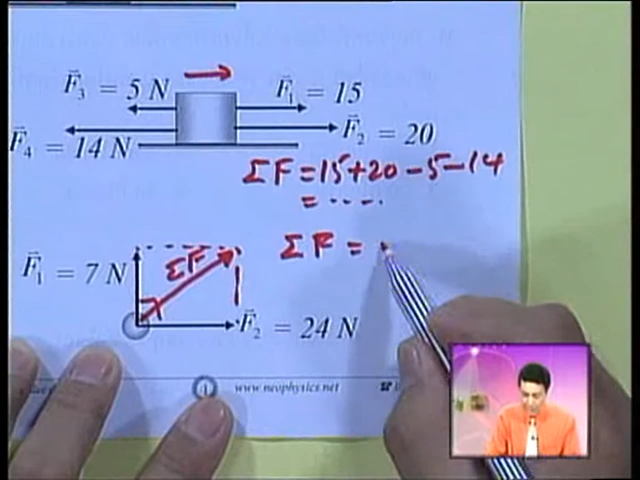 F⃗₃ = 5 N
F⃗₁ = 15
F⃗₄ = 14 N
F⃗₂ = 20
ΣF = 15+20-5-14
= ....
F⃗₁ = 7 N
ΣF
ΣF =
F⃗₂ = 24 N
1
www.neophysics.net